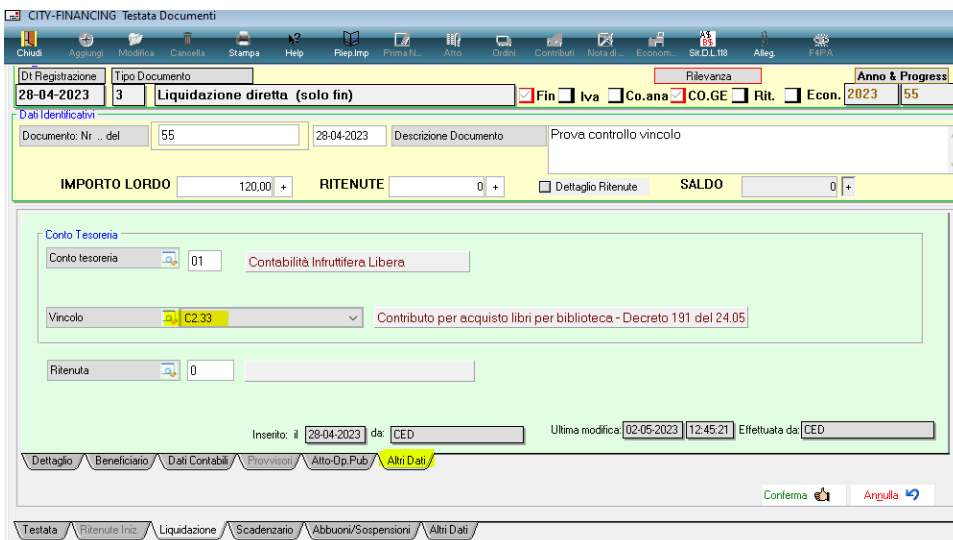 CITY-FINANCING Testata Documenti
Chiudi Aggiungi Modifica Cancella Stampa Help Riep.Imp Prima N... Atto Ordini Contributi Nota di... Econom... Sit.D.L.118 Alleg. F4PA
Dt Registrazione Tipo Documento Rilevanza Anno & Progress
28-04-2023 3 Liquidazione diretta (solo fin) Fin Iva Co.ana CO.GE Rit. Econ. 2023 55
Dati Identificativi
Documento: Nr .. del 55 28-04-2023 Descrizione Documento Prova controllo vincolo
IMPORTO LORDO 120,00 + RITENUTE 0 + Dettaglio Ritenute SALDO 0 +
Conto Tesoreria
Conto tesoreria 01 Contabilità Infruttifera Libera
Vincolo C2.33 Contributo per acquisto libri per biblioteca - Decreto 191 del 24.05
Ritenuta 0
Inserito: il 28-04-2023 da: CED Ultima modifica: 02-05-2023 12:45:21 Effettuata da: CED
Dettaglio Beneficiario Dati Contabili Provvisori Atto-Op.Pub Altri Dati
Conferma Annulla
Testata Ritenute Iniz. Liquidazione Scadenzario Abbuoni/Sospensioni Altri Dati